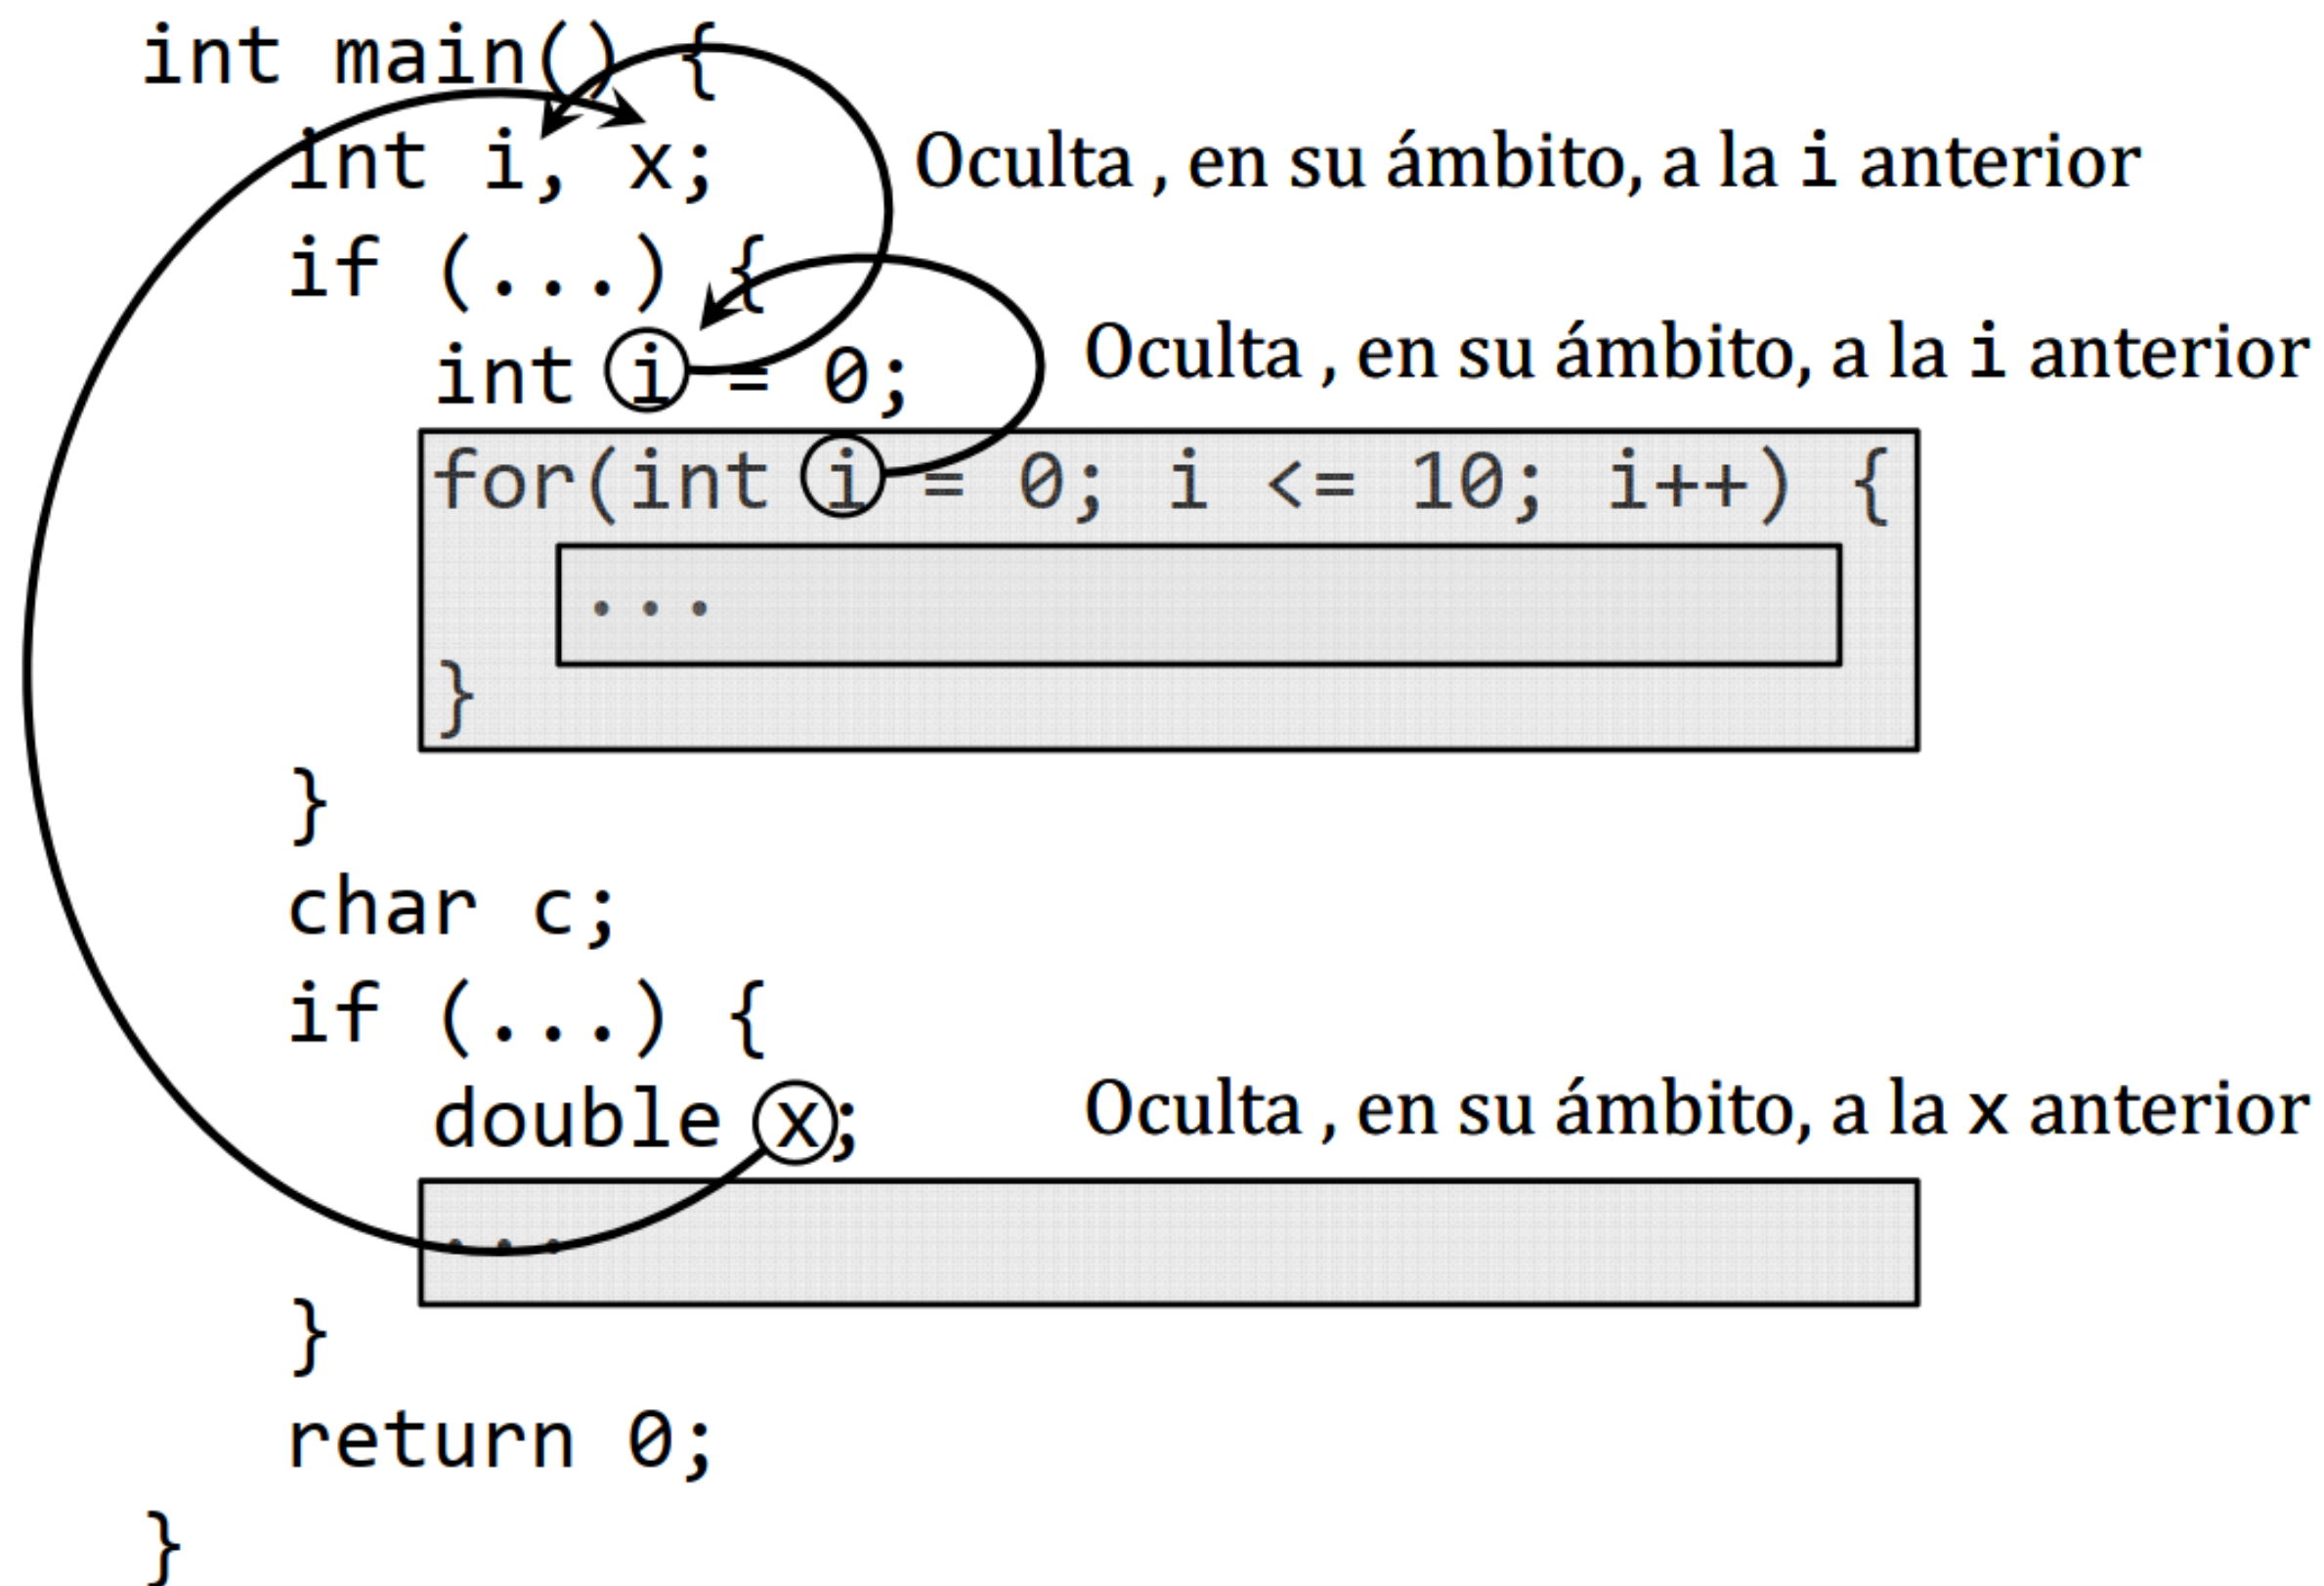 int main() {
int i, x;
Oculta , en su ámbito, a la i anterior
if (...) {
int i = 0;
Oculta , en su ámbito, a la i anterior
for(int i = 0; i <= 10; i++) {
...
}
}
char c;
if (...) {
double x;
Oculta , en su ámbito, a la x anterior
...
}
return 0;
}